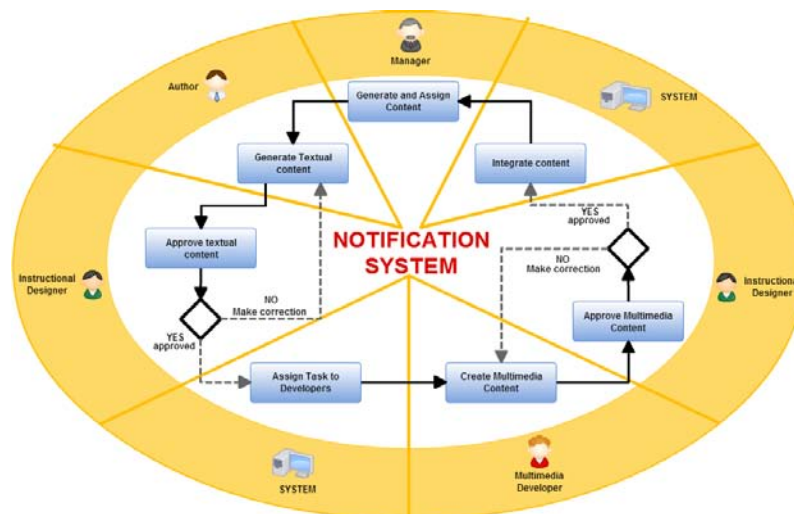 Manager
Author
SYSTEM
Generate and Assign
Content
Generate Textual
content
Integrate content
YES
approved
Approve textual
content
NOTIFICATION
SYSTEM
NO
Make correction
Instructional
Designer
Instructional
Designer
NO
Make correction
Approve Multimedia
Content
YES
approved
Assign Task to
Developers
Create Multimedia
Content
SYSTEM
Multimedia
Developer